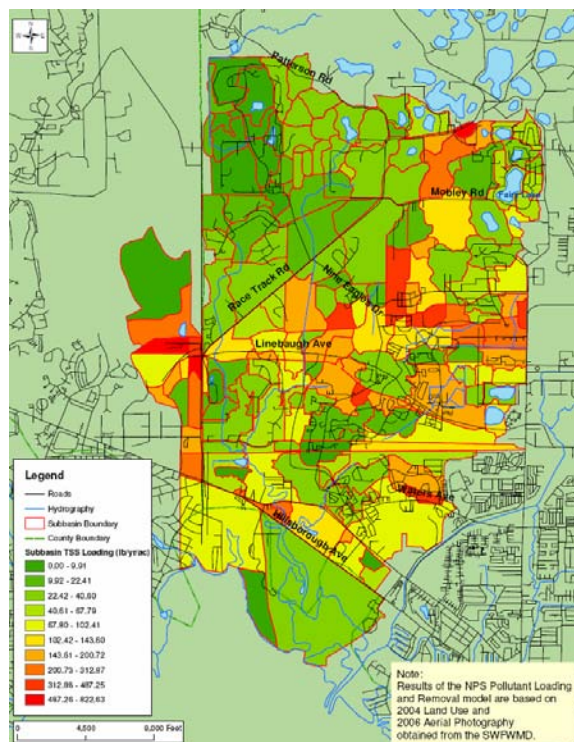 N
Patterson Rd
Mobley Rd
Race Track Rd
Nine Eagles Dr
Linebaugh Ave
Waters Ave
Hillsborough Ave
Legend
Roads
Hydrography
Subbasin Boundary
County Boundary
Subbasin TSS Loading (lb/yr/ac)
0.00 - 9.91
9.92 - 22.41
22.42 - 40.60
40.61 - 67.79
67.80 - 102.41
102.42 - 143.60
143.61 - 200.72
200.73 - 312.87
312.88 - 487.25
487.26 - 822.63
0 4,500 9,000 Feet
Note:
Results of the NPS Pollutant Loading
and Removal model are based on
2004 Land Use and
2006 Aerial Photography
obtained from the SWFWMD.